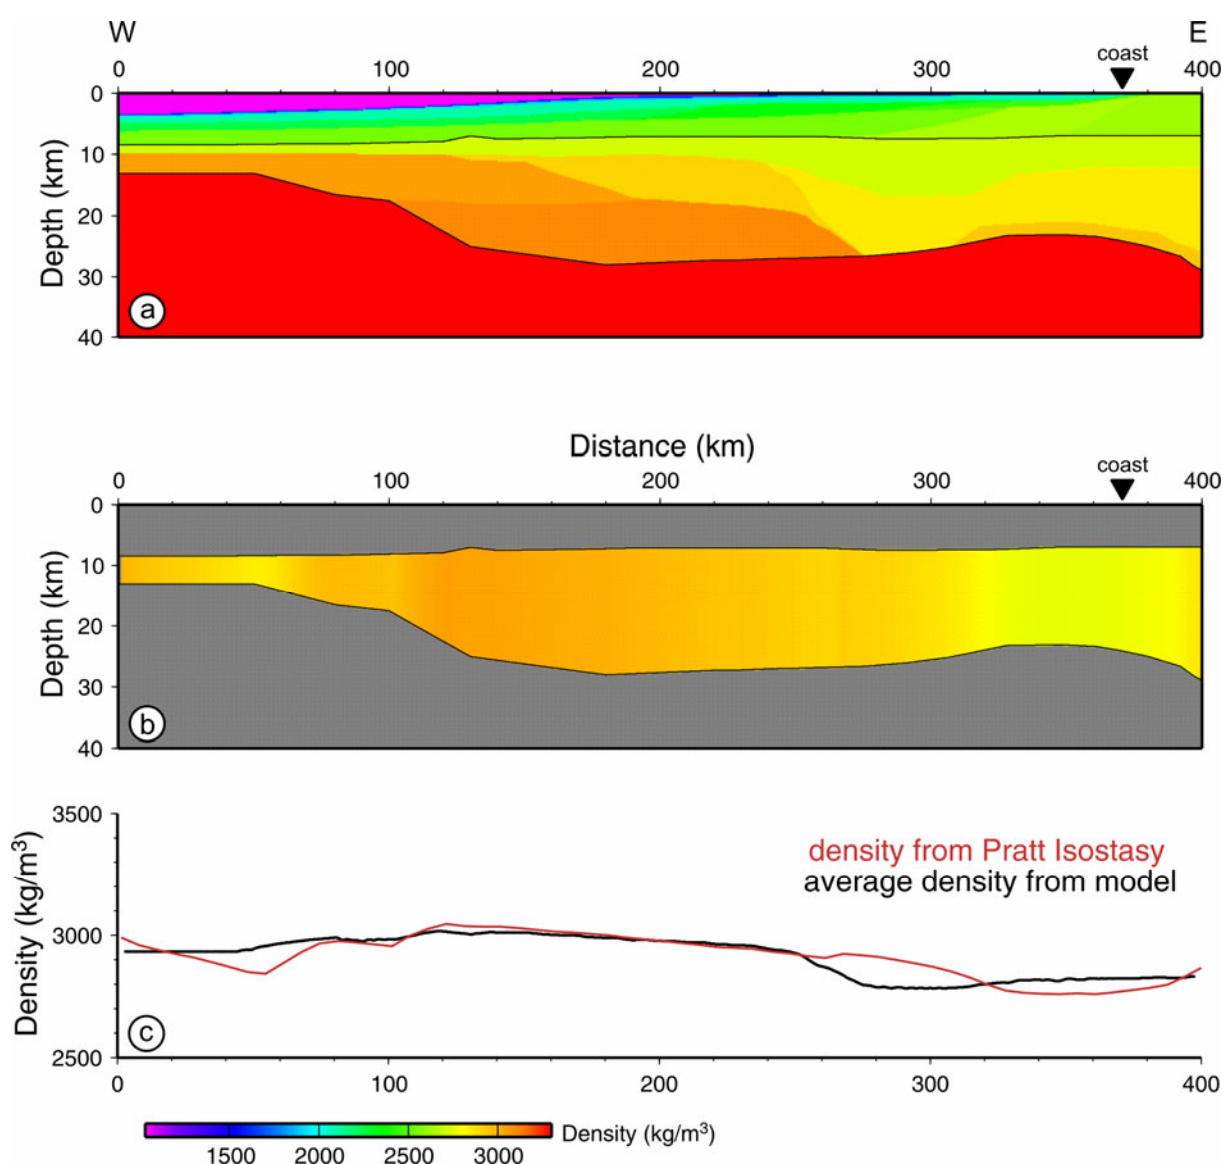 W E
coast
0 100 200 300 400
0
10
20
30
40
Depth (km)
a
Distance (km)
coast
0 100 200 300 400
0
10
20
30
40
Depth (km)
b
3500
3000
2500
Density (kg/m³)
density from Pratt Isostasy
average density from model
c
0 100 200 300 400
Density (kg/m³)
1500 2000 2500 3000